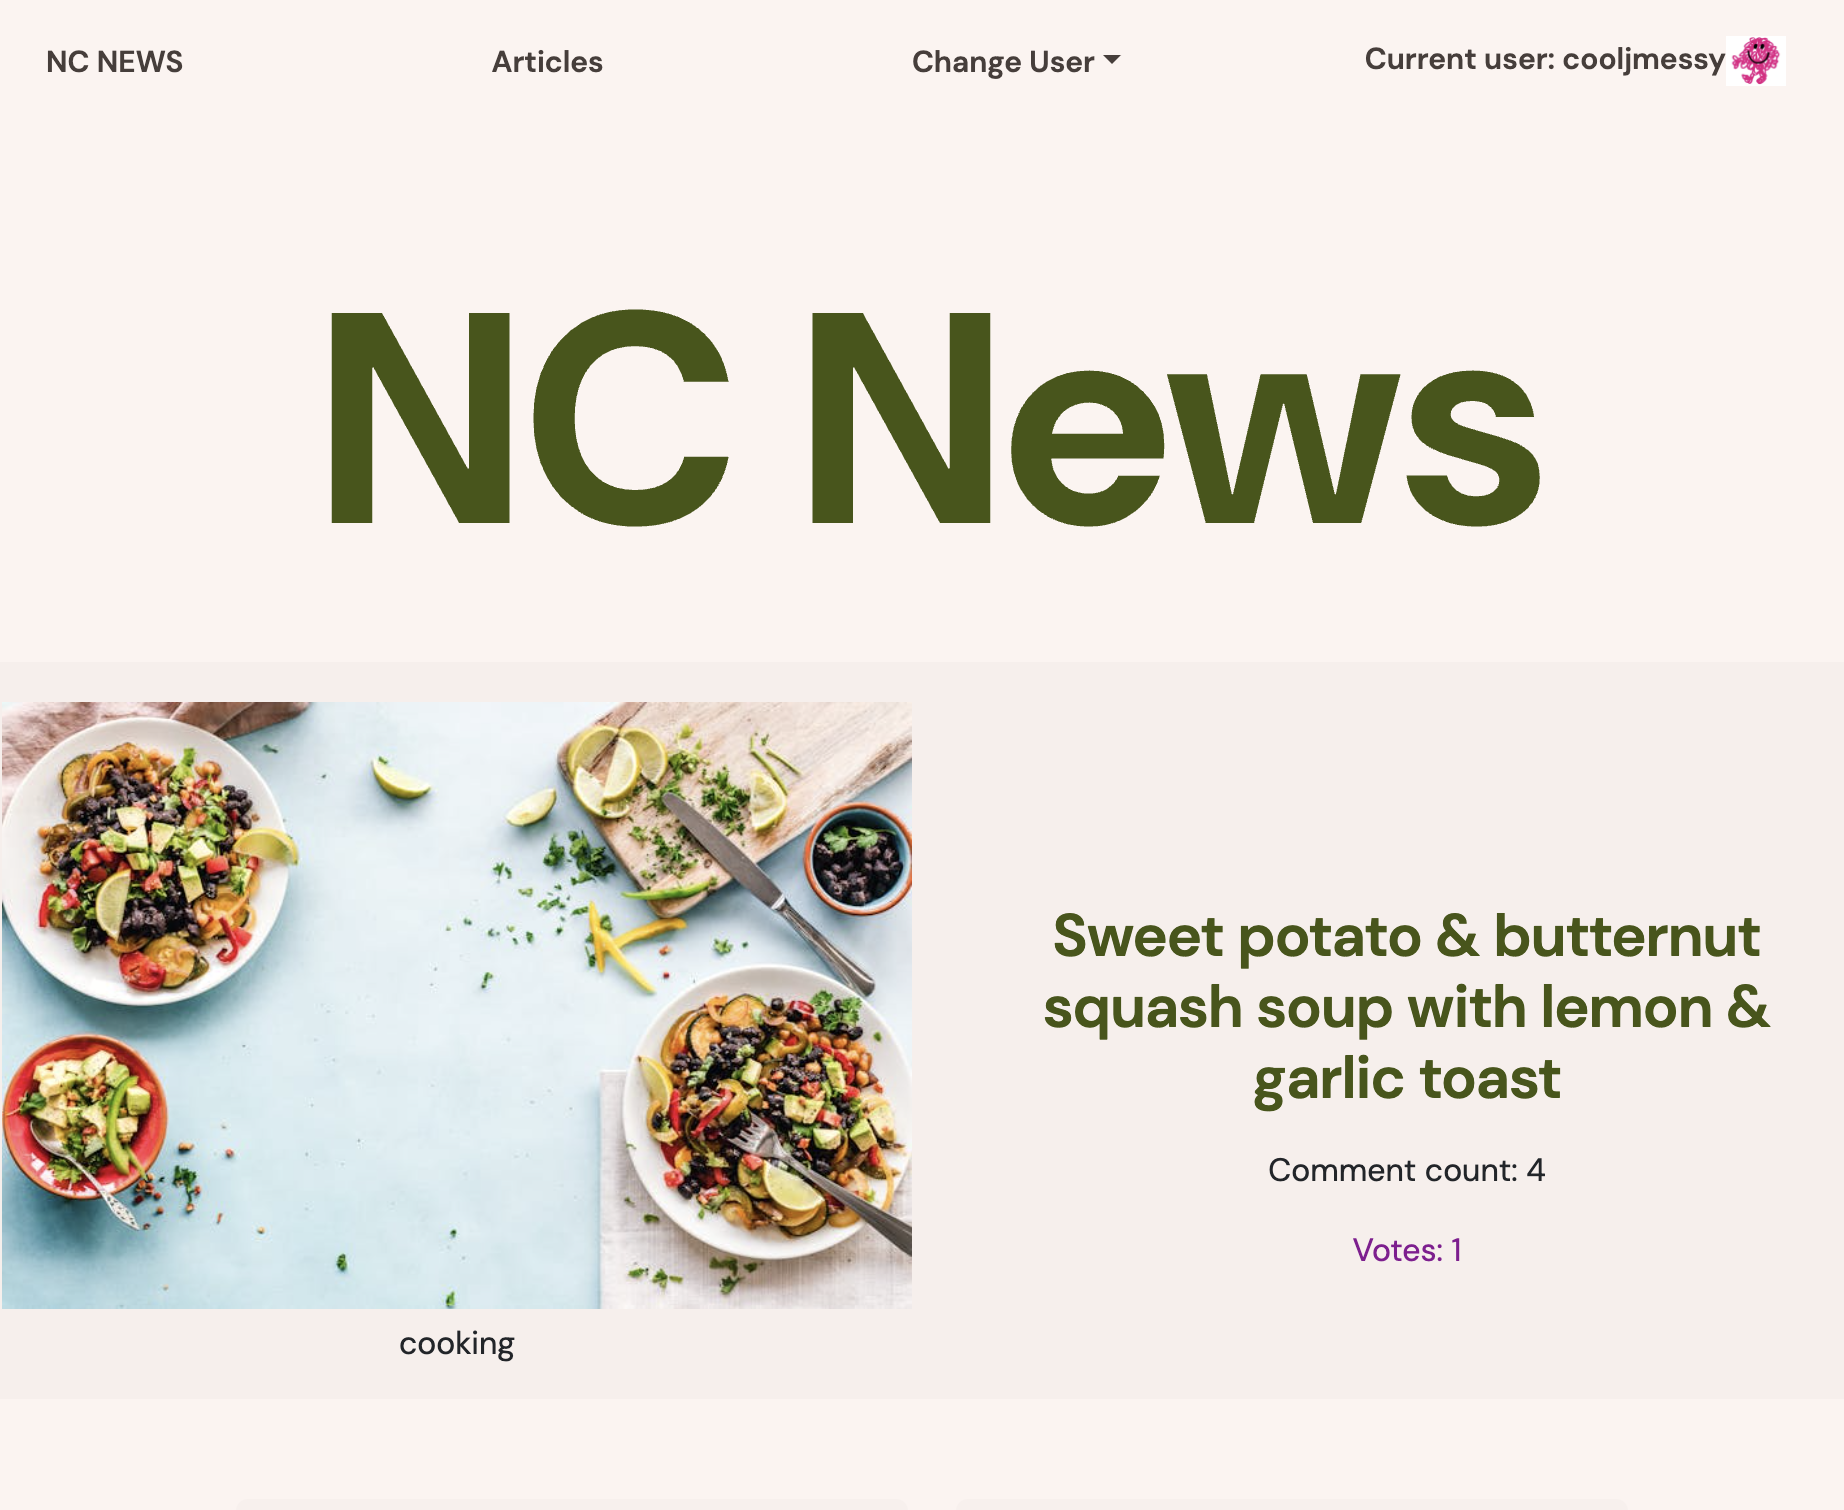 NC NEWS
Articles
Change User
Current user: cooljmessy
NC News
Sweet potato & butternut
squash soup with lemon &
garlic toast
Comment count: 4
Votes: 1
cooking